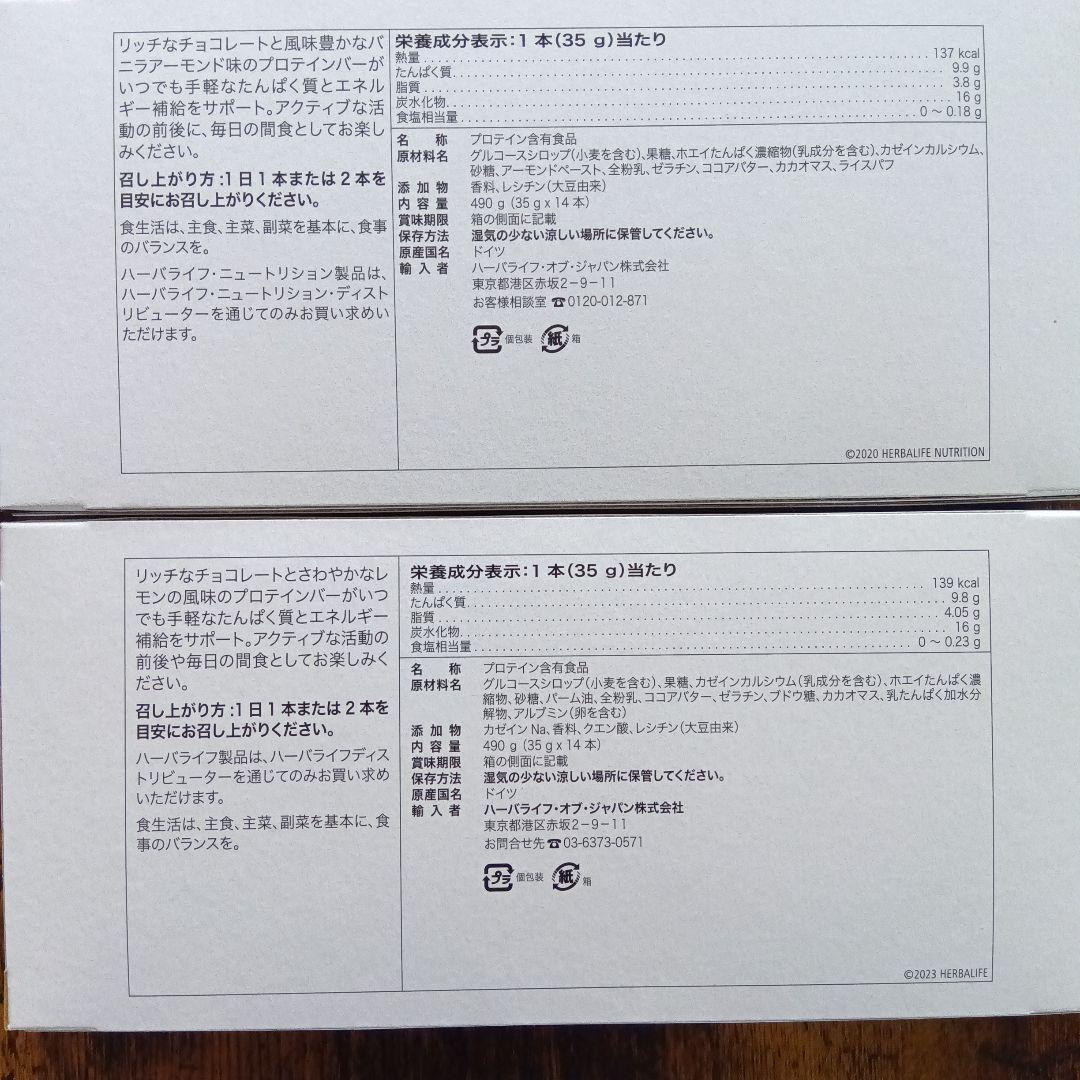 リッチなチョコレートと風味豊かなバ
ニラアーモンド味のプロテインバーが
いつでも手軽なたんぱく質とエネル
ギー補給をサポート。アクティブな活
動の前後に、毎日の間食としてお楽し
みください。
召し上がり方：1日1本または2本を
目安にお召し上がりください。
食生活は、主食、主菜、副菜を基本に、食事
のバランスを。
ハーバライフ・ニュートリション製品は、
ハーバライフ・ニュートリション・ディスト
リビューターを通じてのみお買い求めい
ただけます。
栄養成分表示：1本（35 g）当たり
熱量 137 kcal
たんぱく質 9.9 g
脂質 3.8 g
炭水化物 16 g
食塩相当量 0 ～ 0.18 g
名称 プロテイン含有食品
原材料名 グルコースシロップ（小麦を含む）、果糖、ホエイたんぱく濃縮物（乳成分を含む）、カゼインカルシウム、
砂糖、アーモンドペースト、全粉乳、ゼラチン、ココアバター、カカオマス、ライスパフ
添加物 香料、レシチン（大豆由来）
内容量 490 g（35 g x 14 本）
賞味期限 箱の側面に記載
保存方法 湿気の少ない涼しい場所に保管してください。
原産国名 ドイツ
輸入者 ハーバライフ・オブ・ジャパン株式会社
東京都港区赤坂2－9－11
お客様相談室 ☎0120-012-871
プラ 個包装 紙 箱
©2020 HERBALIFE NUTRITION
リッチなチョコレートとさわやかなレ
モンの風味のプロテインバーがいつ
でも手軽なたんぱく質とエネルギー
補給をサポート。アクティブな活動の
前後や毎日の間食としてお楽しみく
ださい。
召し上がり方：1日1本または2本を
目安にお召し上がりください。
ハーバライフ製品は、ハーバライフディス
トリビューターを通じてのみお買い求め
いただけます。
食生活は、主食、主菜、副菜を基本に、食
事のバランスを。
栄養成分表示：1本（35 g）当たり
熱量 139 kcal
たんぱく質 9.8 g
脂質 4.05 g
炭水化物 16 g
食塩相当量 0 ～ 0.23 g
名称 プロテイン含有食品
原材料名 グルコースシロップ（小麦を含む）、果糖、カゼインカルシウム（乳成分を含む）、ホエイたんぱく濃
縮物、砂糖、パーム油、全粉乳、ココアバター、ゼラチン、ブドウ糖、カカオマス、乳たんぱく加水分
解物、アルブミン（卵を含む）
添加物 カゼインNa、香料、クエン酸、レシチン（大豆由来）
内容量 490 g（35 g x 14 本）
賞味期限 箱の側面に記載
保存方法 湿気の少ない涼しい場所に保管してください。
原産国名 ドイツ
輸入者 ハーバライフ・オブ・ジャパン株式会社
東京都港区赤坂2－9－11
お問合せ先 ☎03-6373-0571
プラ 個包装 紙 箱
©2023 HERBALIFE